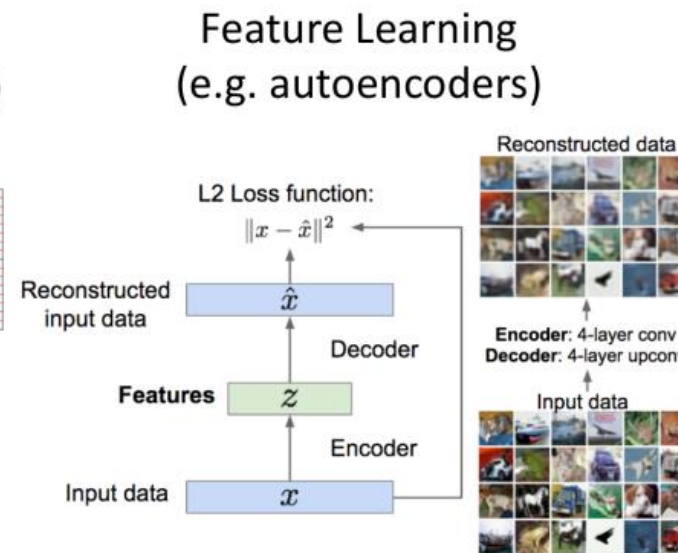 Feature Learning
(e.g. autoencoders)
Reconstructed data
L2 Loss function:
‖x − x̂‖²
Reconstructed
input data
x̂
Decoder
Encoder: 4-layer conv
Decoder: 4-layer upconv
Features
z
Input data
Encoder
Input data
x